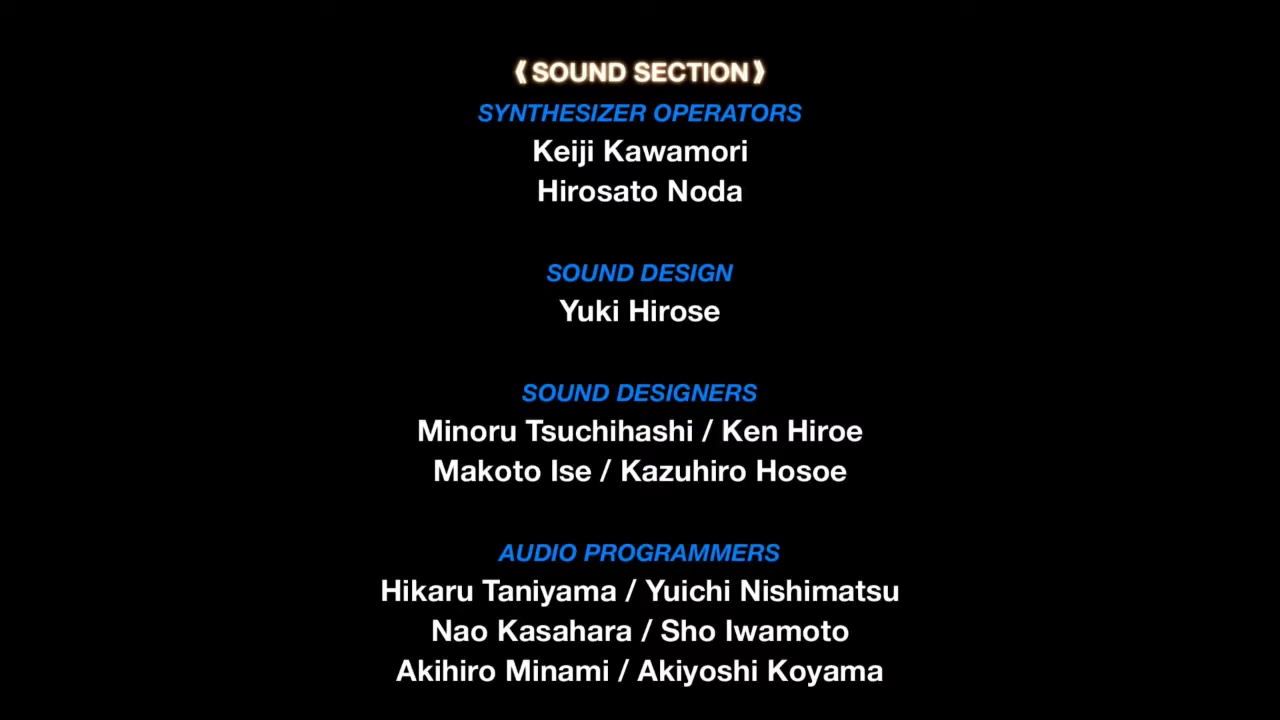 《SOUND SECTION》
SYNTHESIZER OPERATORS
Keiji Kawamori
Hirosato Noda
SOUND DESIGN
Yuki Hirose
SOUND DESIGNERS
Minoru Tsuchihashi / Ken Hiroe
Makoto Ise / Kazuhiro Hosoe
AUDIO PROGRAMMERS
Hikaru Taniyama / Yuichi Nishimatsu
Nao Kasahara / Sho Iwamoto
Akihiro Minami / Akiyoshi Koyama